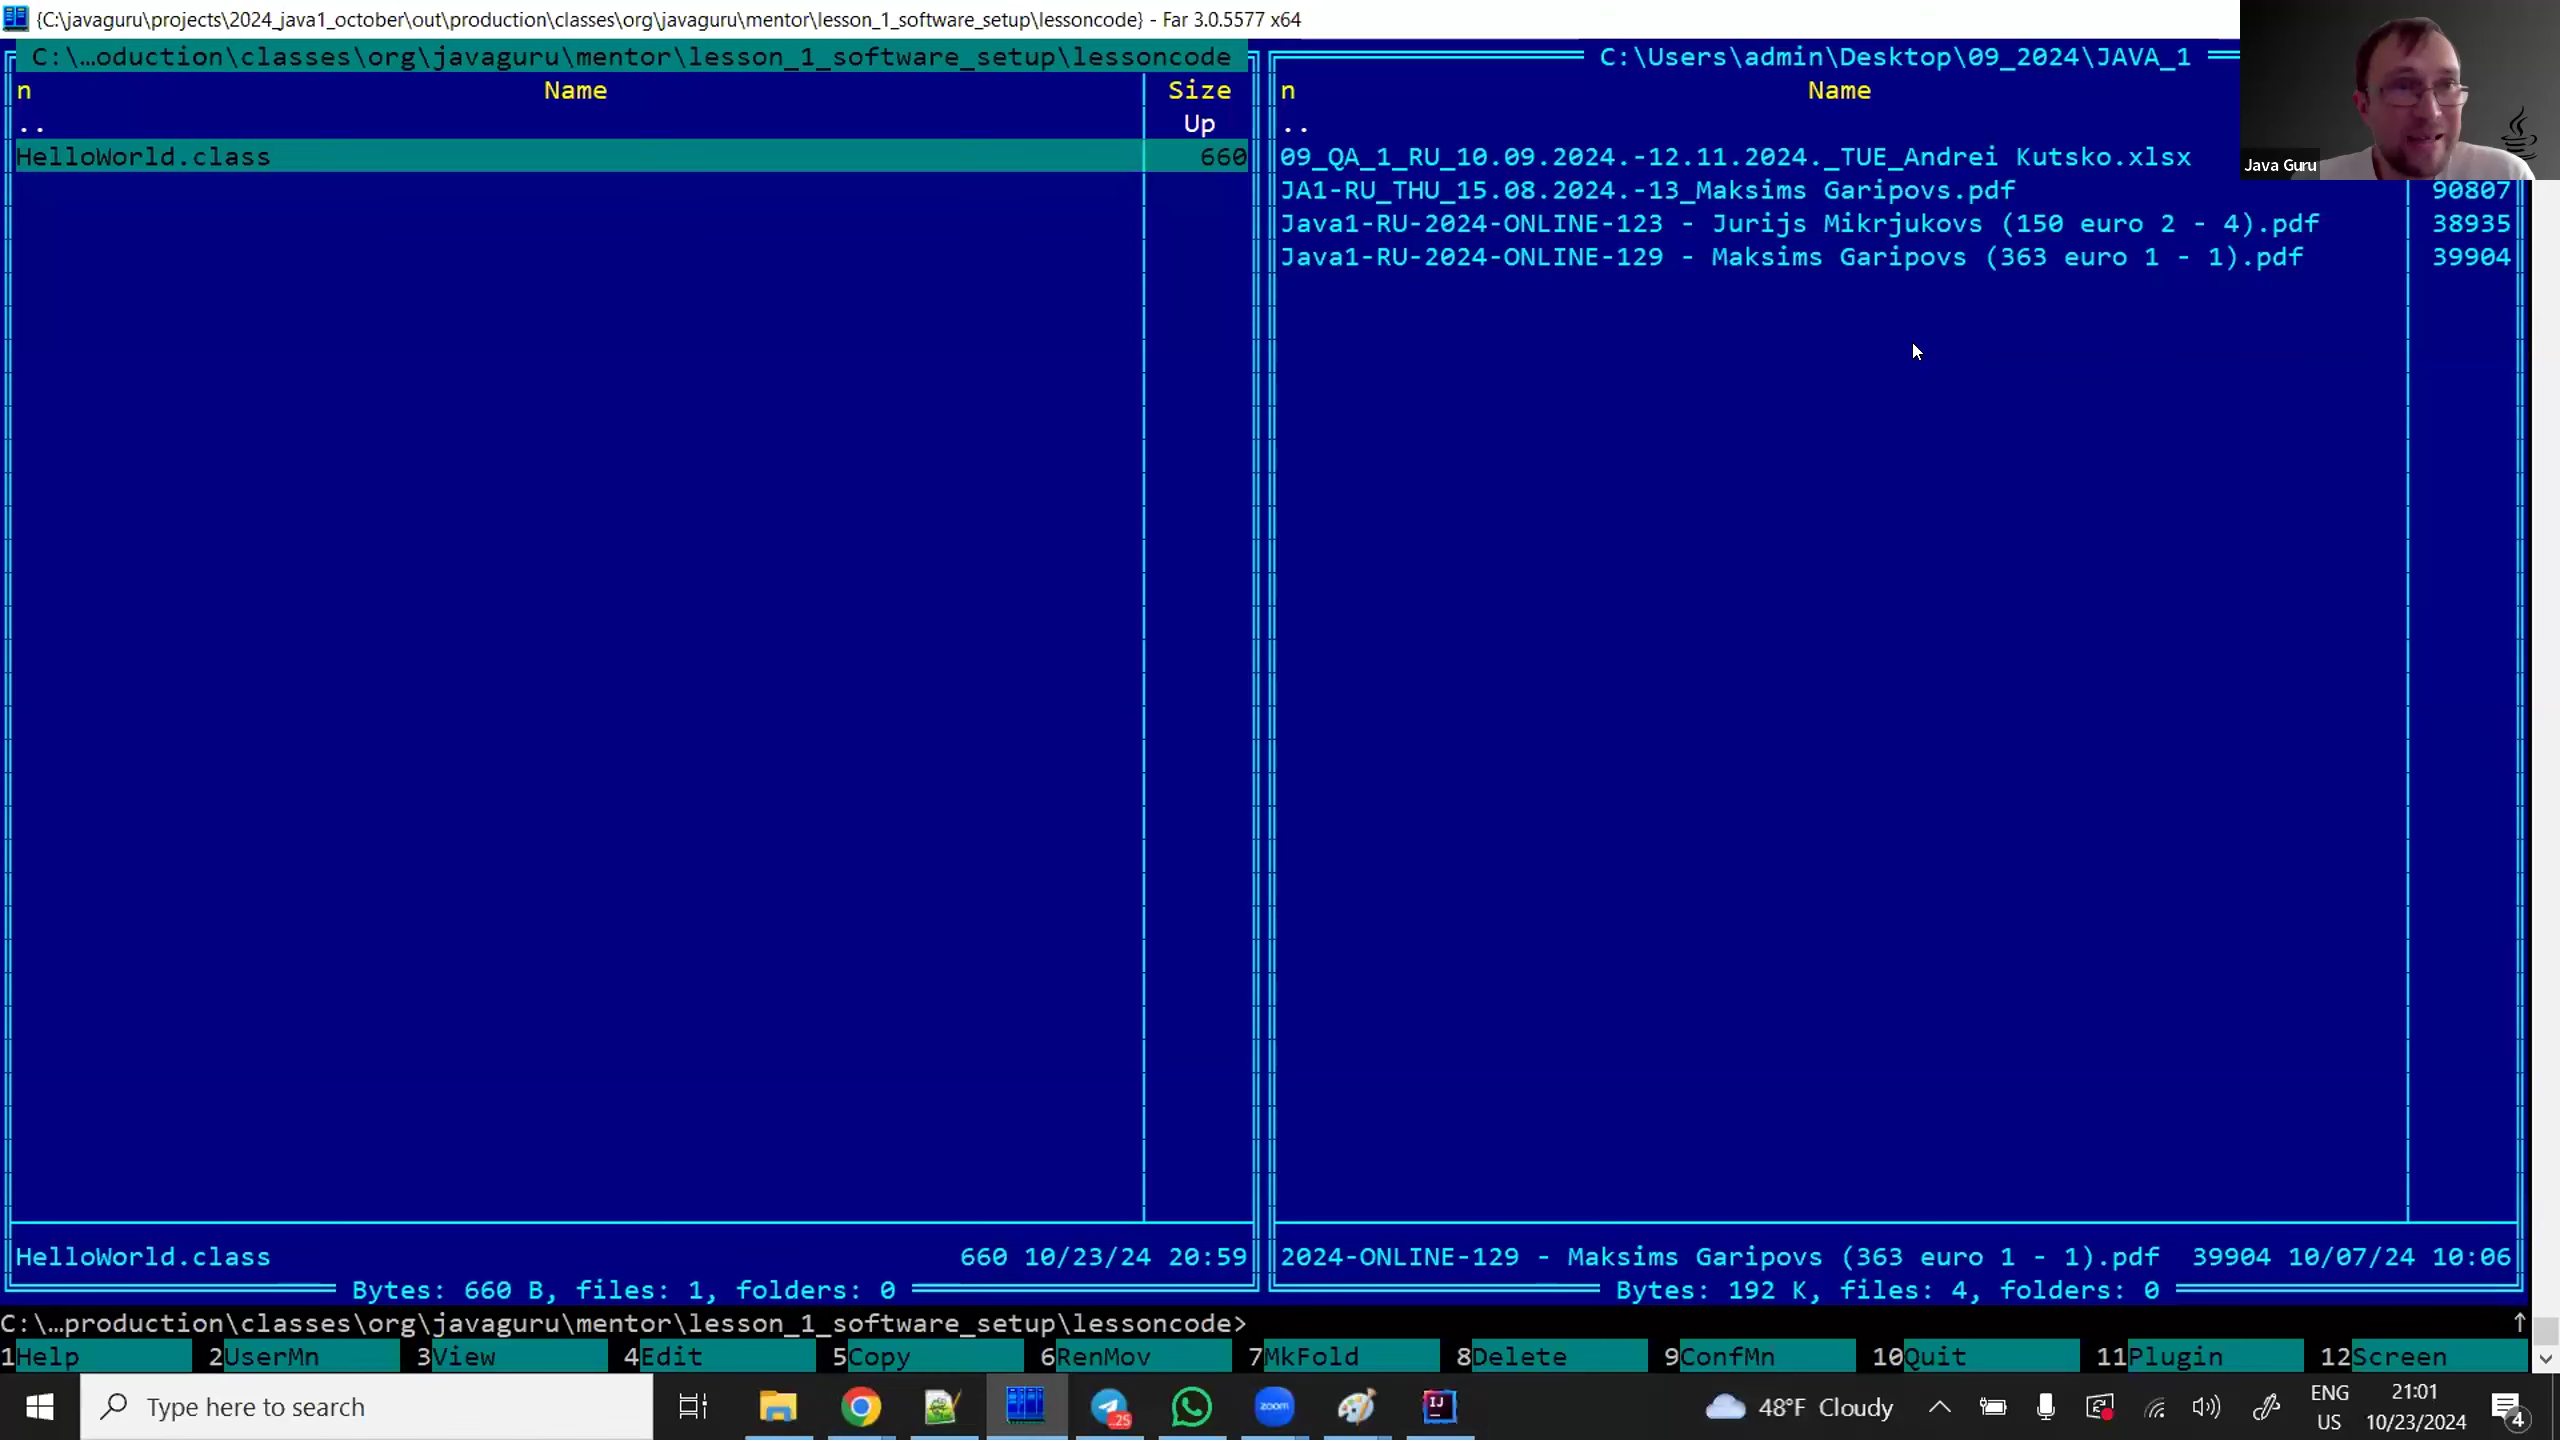 {C:\javaguru\projects\2024_java1_october\out\production\classes\org\javaguru\mentor\lesson_1_software_setup\lessoncode} - Far 3.0.5577 x64
C:\…oduction\classes\org\javaguru\mentor\lesson_1_software_setup\lessoncode
n Name Size
.. Up
HelloWorld.class 660
HelloWorld.class 660 10/23/24 20:59
Bytes: 660 B, files: 1, folders: 0
C:\Users\admin\Desktop\09_2024\JAVA_1
n Name
..
09_QA_1_RU_10.09.2024.-12.11.2024._TUE_Andrei Kutsko.xlsx
JA1-RU_THU_15.08.2024.-13_Maksims Garipovs.pdf 90807
Java1-RU-2024-ONLINE-123 - Jurijs Mikrjukovs (150 euro 2 - 4).pdf 38935
Java1-RU-2024-ONLINE-129 - Maksims Garipovs (363 euro 1 - 1).pdf 39904
2024-ONLINE-129 - Maksims Garipovs (363 euro 1 - 1).pdf 39904 10/07/24 10:06
Bytes: 192 K, files: 4, folders: 0
Java Guru
C:\…production\classes\org\javaguru\mentor\lesson_1_software_setup\lessoncode>
1Help 2UserMn 3View 4Edit 5Copy 6RenMov 7MkFold 8Delete 9ConfMn 10Quit 11Plugin 12Screen
Type here to search
.25
zoom
IJ
48°F Cloudy
ENG
US
21:01
10/23/2024
4